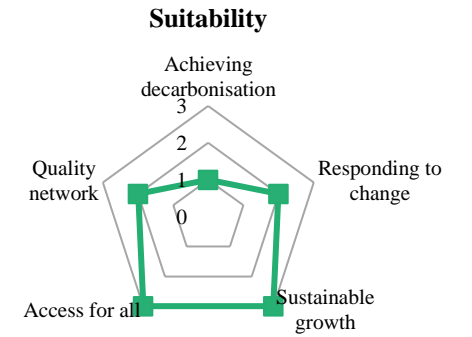 Suitability
Achieving
decarbonisation
3
2
1
0
Quality
network
Responding to
change
Access for all
Sustainable
growth